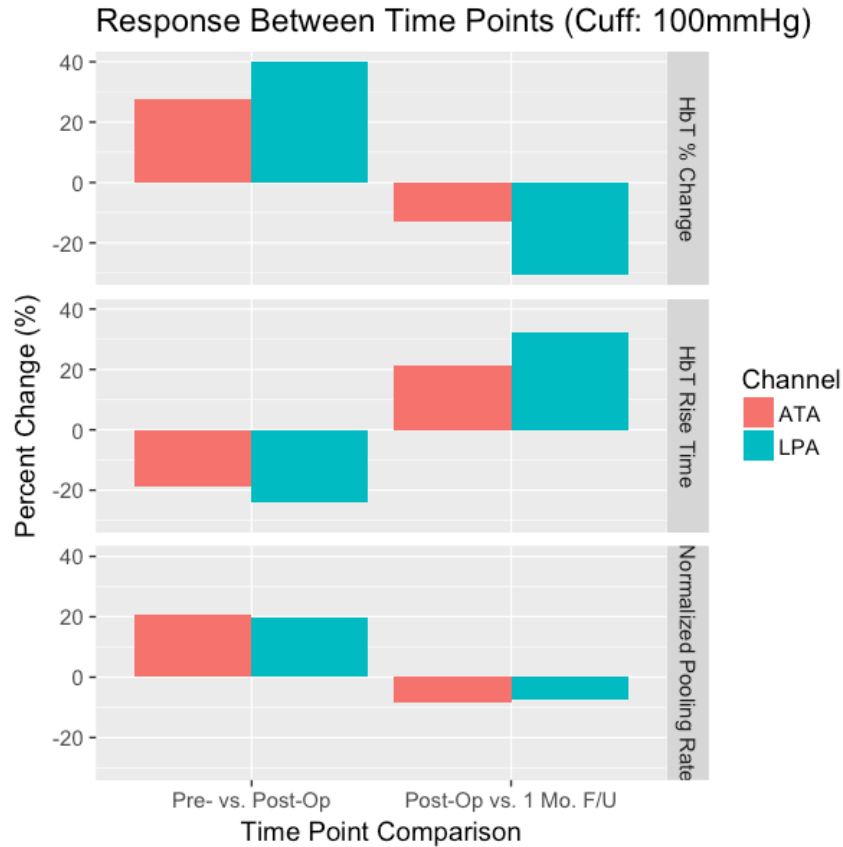 Response Between Time Points (Cuff: 100mmHg)
Percent Change (%)
40
20
0
-20
HbT % Change
40
20
0
-20
HbT Rise Time
40
20
0
-20
Normalized Pooling Rate
Pre- vs. Post-Op
Post-Op vs. 1 Mo. F/U
Time Point Comparison
Channel
ATA
LPA